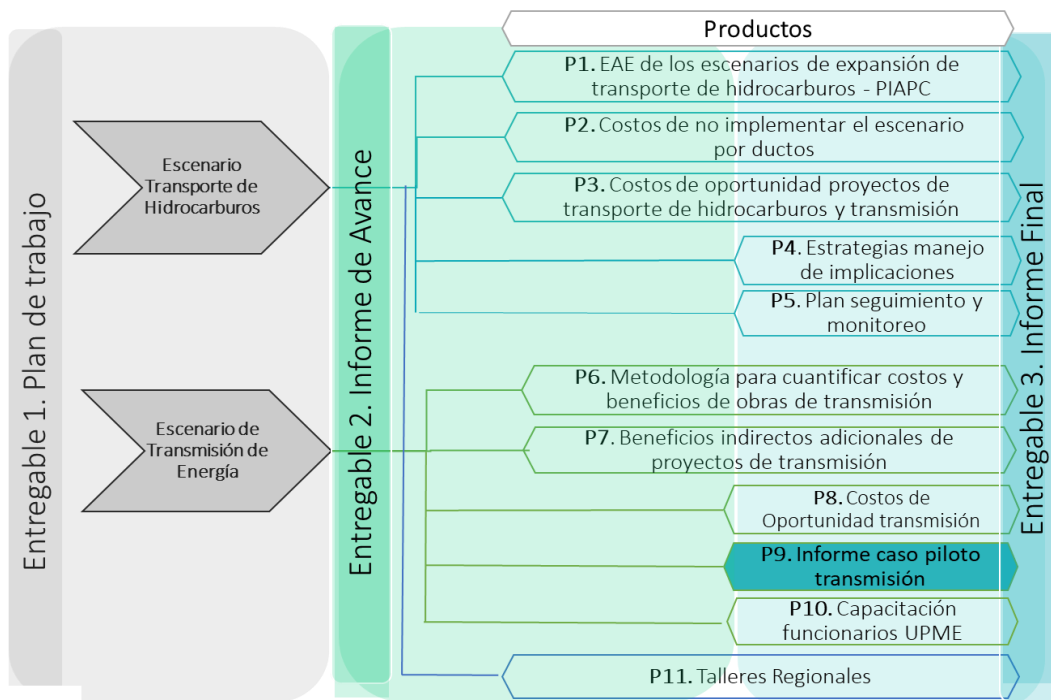 Entregable 1. Plan de trabajo
Escenario
Transporte de
Hidrocarburos
Escenario de
Transmisión de
Energía
Entregable 2. Informe de Avance
Productos
P1. EAE de los escenarios de expansión de
transporte de hidrocarburos - PIAPC
P2. Costos de no implementar el escenario
por ductos
P3. Costos de oportunidad proyectos de
transporte de hidrocarburos y transmisión
P4. Estrategias manejo
de implicaciones
P5. Plan seguimiento y
monitoreo
P6. Metodología para cuantificar costos y
beneficios de obras de transmisión
P7. Beneficios indirectos adicionales de
proyectos de transmisión
P8. Costos de
Oportunidad transmisión
P9. Informe caso piloto
transmisión
P10. Capacitación
funcionarios UPME
P11. Talleres Regionales
Entregable 3. Informe Final